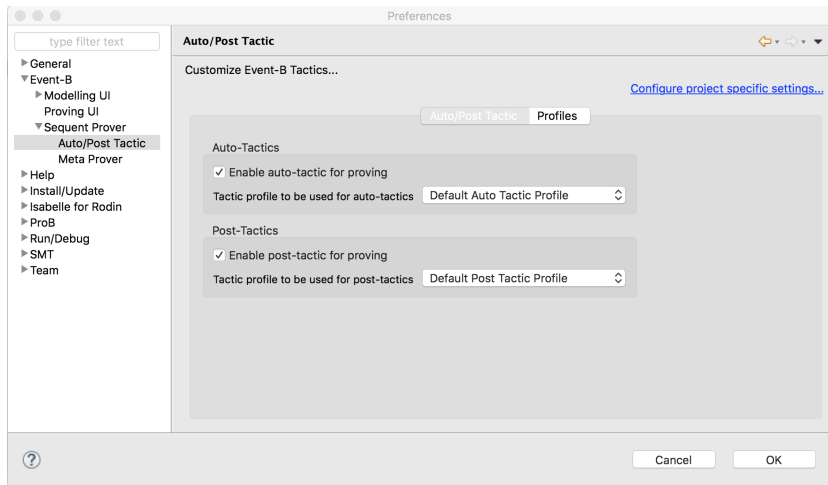 Preferences
type filter text
Auto/Post Tactic
General
Event-B
Modelling UI
Proving UI
Sequent Prover
Auto/Post Tactic
Meta Prover
Help
Install/Update
Isabelle for Rodin
ProB
Run/Debug
SMT
Team
Customize Event-B Tactics...
Configure project specific settings...
Auto/Post Tactic Profiles
Auto-Tactics
Enable auto-tactic for proving
Tactic profile to be used for auto-tactics Default Auto Tactic Profile
Post-Tactics
Enable post-tactic for proving
Tactic profile to be used for post-tactics Default Post Tactic Profile
?
Cancel OK